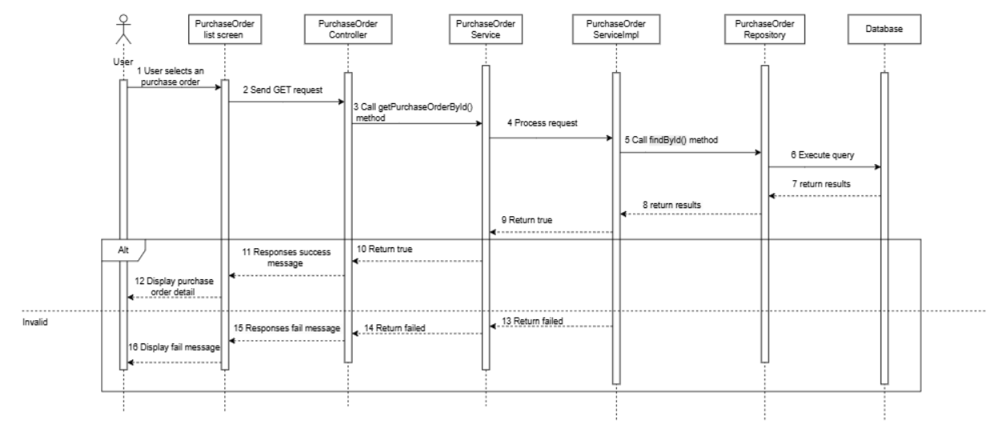 PurchaseOrder
list screen
PurchaseOrder
Controller
PurchaseOrder
Service
PurchaseOrder
ServiceImpl
PurchaseOrder
Repository
Database
User
1 User selects an
purchase order
2 Send GET request
3 Call getPurchaseOrderById()
method
4 Process request
5 Call findById() method
6 Execute query
7 return results
8 return results
9 Return true
Alt
10 Return true
11 Responses success
message
12 Display purchase
order detail
Invalid
13 Return failed
14 Return failed
15 Responses fail message
16 Display fail message